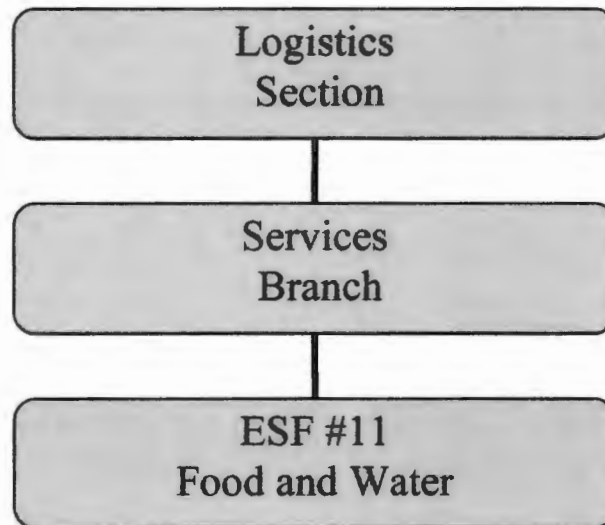 Logistics
Section
Services
Branch
ESF #11
Food and Water